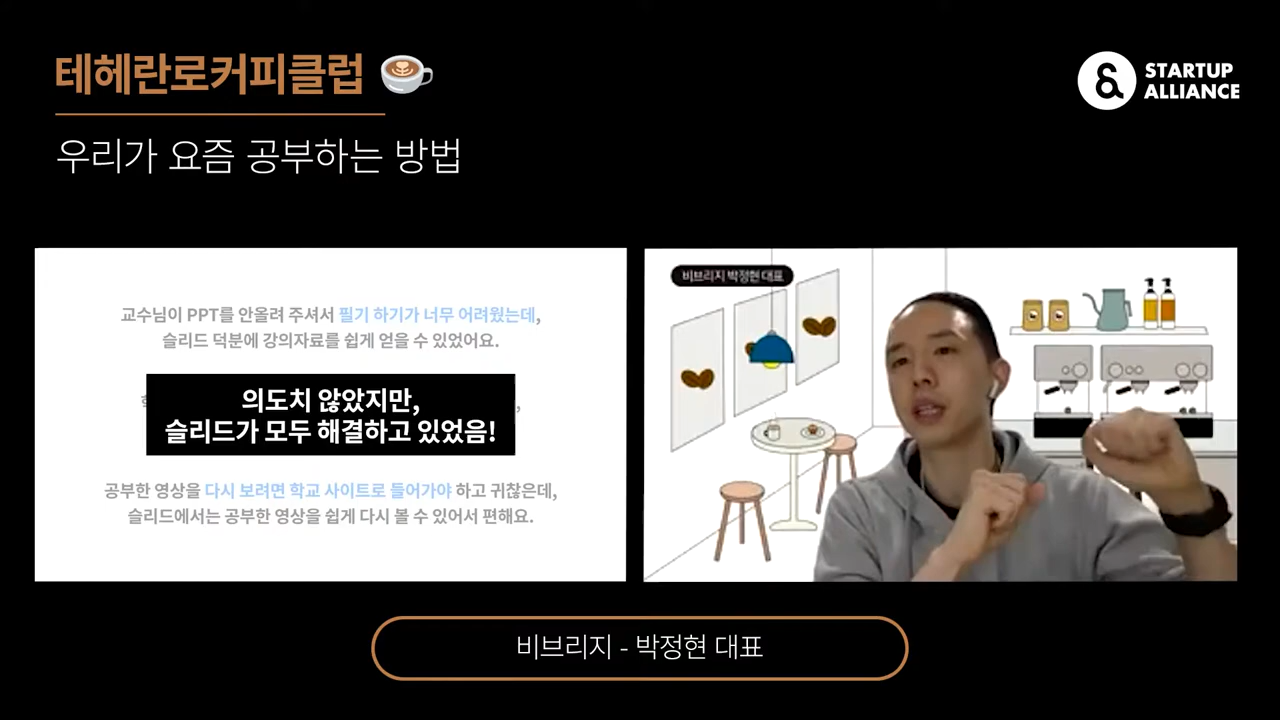 테헤란로커피클럽
STARTUP
ALLIANCE
우리가 요즘 공부하는 방법
교수님이 PPT를 안올려 주셔서 필기 하기가 너무 어려웠는데,
슬리드 덕분에 강의자료를 쉽게 얻을 수 있었어요.
의도치 않았지만,
슬리드가 모두 해결하고 있었음!
공부한 영상을 다시 보려면 학교 사이트로 들어가야 하고 귀찮은데,
슬리드에서는 공부한 영상을 쉽게 다시 볼 수 있어서 편해요.
비브리지 박정현 대표
비브리지 - 박정현 대표